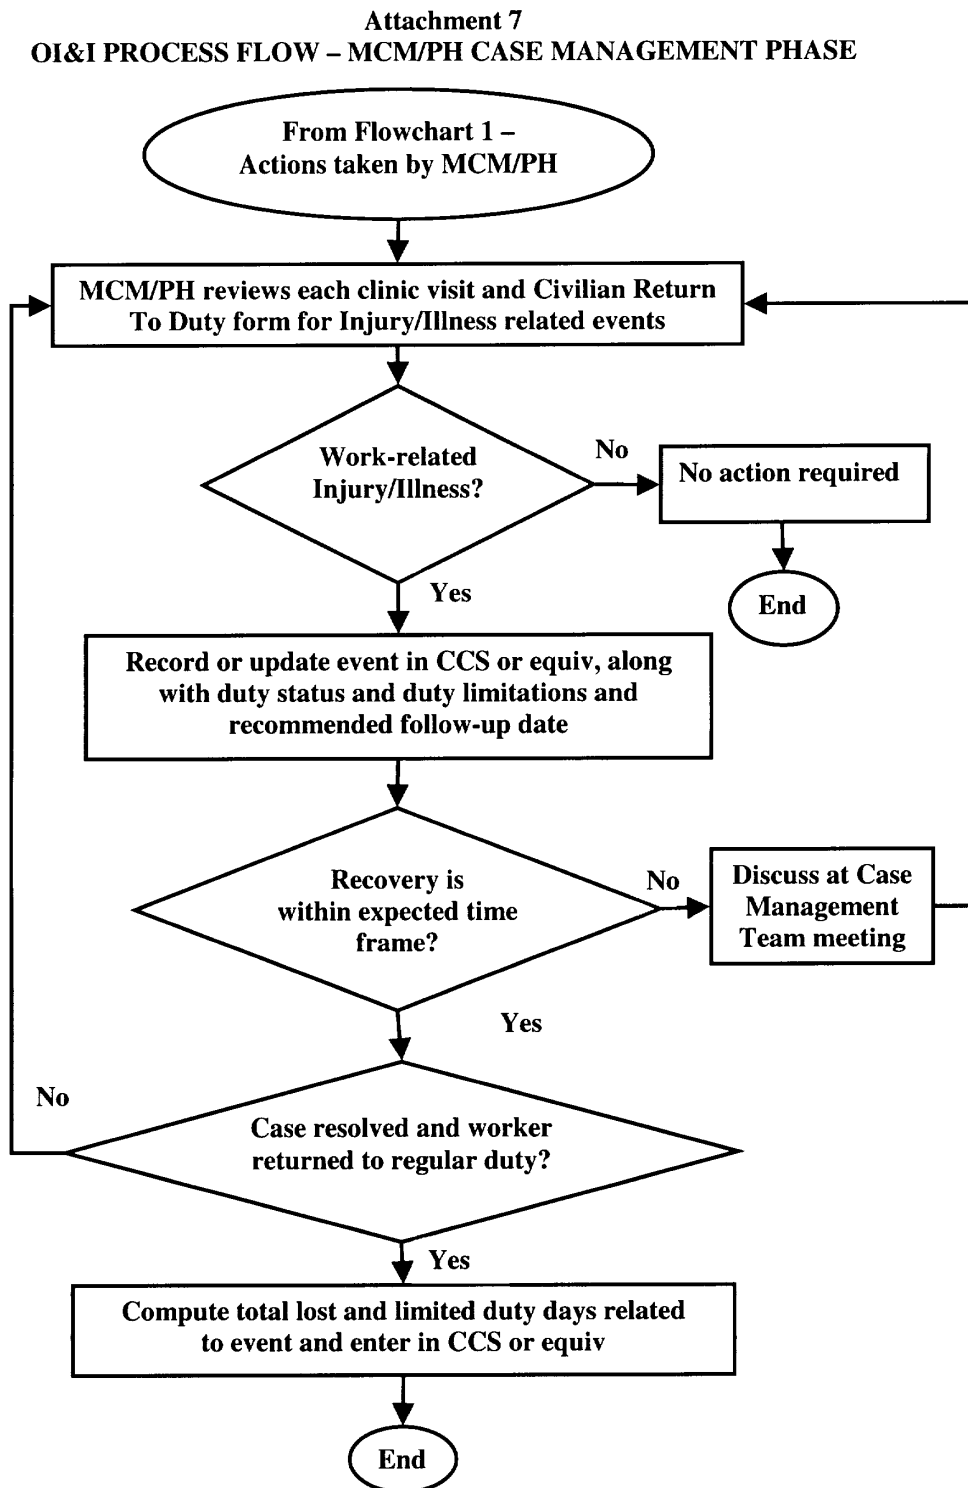 Attachment 7
OI&I PROCESS FLOW – MCM/PH CASE MANAGEMENT PHASE
From Flowchart 1 –
Actions taken by MCM/PH
MCM/PH reviews each clinic visit and Civilian Return
To Duty form for Injury/Illness related events
Work-related
Injury/Illness?
No
No action required
End
Yes
Record or update event in CCS or equiv, along
with duty status and duty limitations and
recommended follow-up date
Recovery is
within expected time
frame?
No
Discuss at Case
Management
Team meeting
Yes
No
Case resolved and worker
returned to regular duty?
Yes
Compute total lost and limited duty days related
to event and enter in CCS or equiv
End